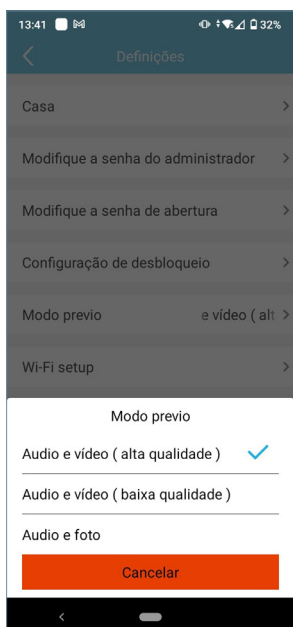 13:41 32%
Definições
Casa
Modifique a senha do administrador
Modifique a senha de abertura
Configuração de desbloqueio
Modo previo e vídeo ( alt
Wi-Fi setup
Modo previo
Audio e vídeo ( alta qualidade )
Audio e vídeo ( baixa qualidade )
Audio e foto
Cancelar